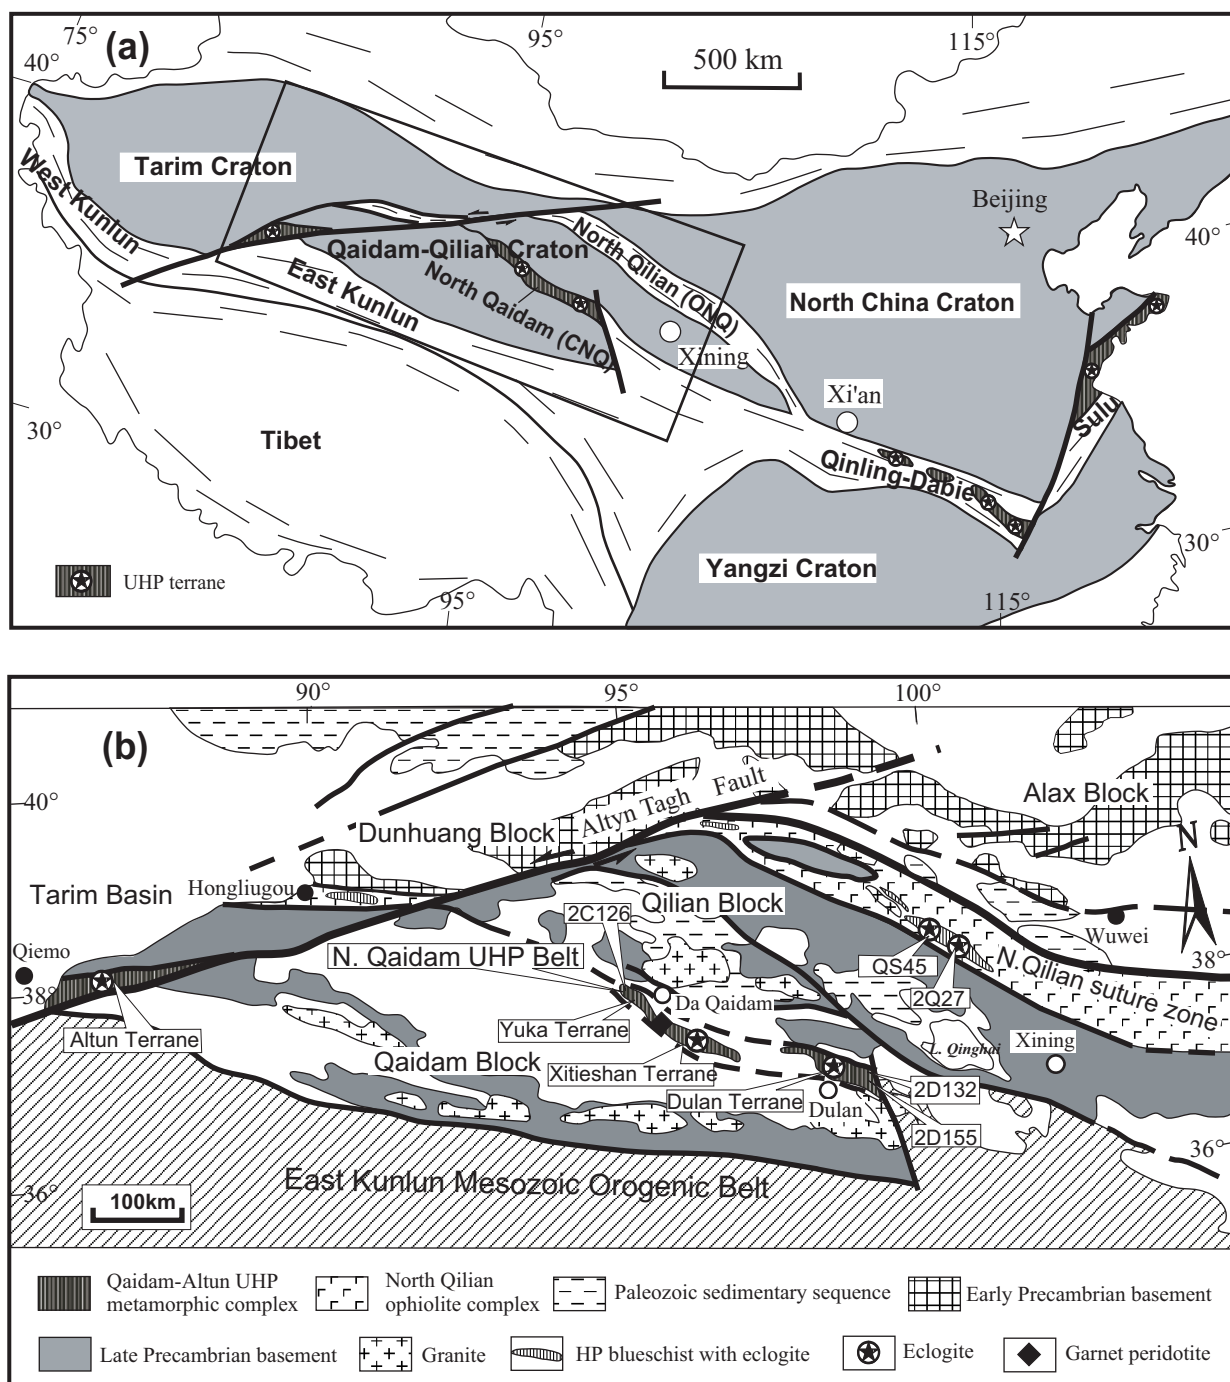 (a)
75°
95°
115°
40°
500 km
Tarim Craton
West Kunlun
Beijing
40°
Qaidam-Qilian Craton
North Qilian (ONQ)
East Kunlun
North Qaidam (CNQ)
North China Craton
Xining
Xi'an
30°
Tibet
Sulu
Qinling-Dabie
Yangzi Craton
30°
UHP terrane
95°
115°
(b)
90°
95°
100°
40°
Altyn Tagh Fault
Alax Block
Dunhuang Block
N
Tarim Basin
Hongliugou
Qilian Block
2C126
Wuwei
Qiemo
N. Qaidam UHP Belt
QS45
38°
2Q27
N.Qilian suture zone
38°
Da Qaidam
Yuka Terrane
Altun Terrane
L. Qinghai
Xining
Qaidam Block
Xitieshan Terrane
2D132
Dulan Terrane
Dulan
2D155
36°
East Kunlun Mesozoic Orogenic Belt
36°
100km
Qaidam-Altun UHP
metamorphic complex
North Qilian
ophiolite complex
Paleozoic sedimentary sequence
Early Precambrian basement
Late Precambrian basement
Granite
HP blueschist with eclogite
Eclogite
Garnet peridotite